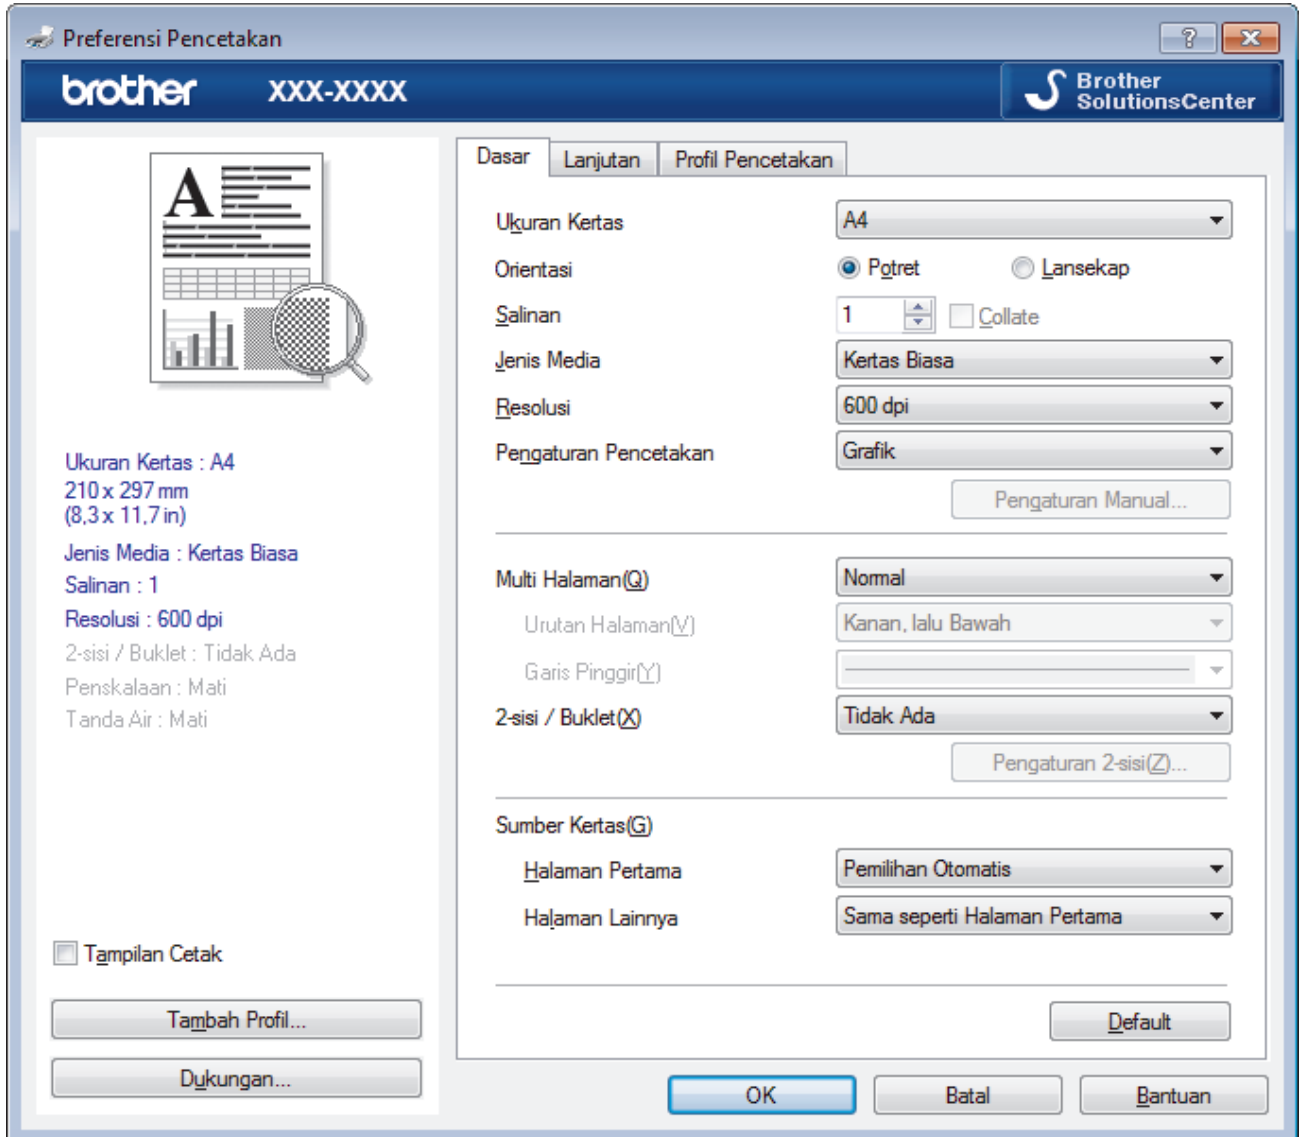 Preferensi Pencetakan
brother XXX-XXXX
Brother
SolutionsCenter
A
Ukuran Kertas : A4
210 x 297 mm
(8,3 x 11,7 in)
Jenis Media : Kertas Biasa
Salinan : 1
Resolusi : 600 dpi
2-sisi / Buklet : Tidak Ada
Penskalaan : Mati
Tanda Air : Mati
Tampilan Cetak
Tambah Profil...
Dukungan...
Dasar Lanjutan Profil Pencetakan
Ukuran Kertas A4
Orientasi Potret Lansekap
Salinan 1 Collate
Jenis Media Kertas Biasa
Resolusi 600 dpi
Pengaturan Pencetakan Grafik
Pengaturan Manual...
Multi Halaman(Q) Normal
Urutan Halaman(V) Kanan, lalu Bawah
Garis Pinggir(Y)
2-sisi / Buklet(X) Tidak Ada
Pengaturan 2-sisi(Z)...
Sumber Kertas(G)
Halaman Pertama Pemilihan Otomatis
Halaman Lainnya Sama seperti Halaman Pertama
Default
OK Batal Bantuan